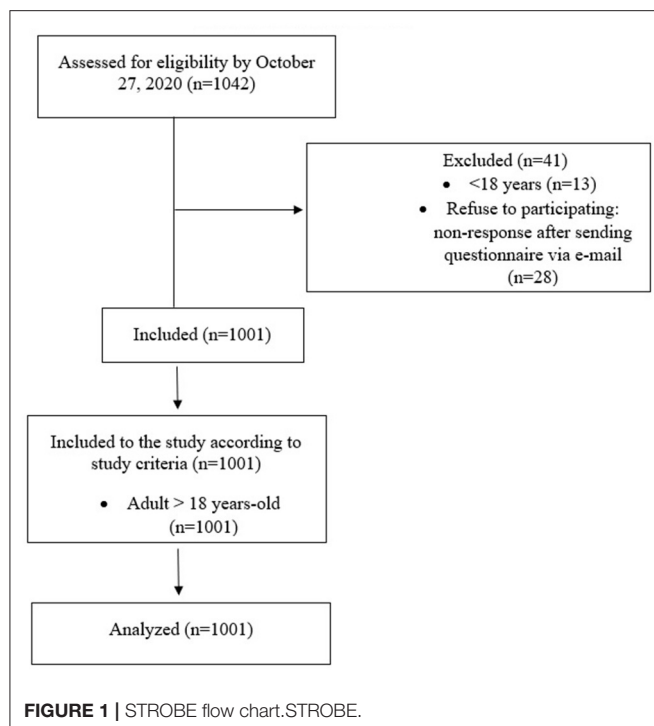 Assessed for eligibility by October
27, 2020 (n=1042)
Excluded (n=41)
• <18 years (n=13)
• Refuse to participating:
non-response after sending
questionnaire via e-mail
(n=28)
Included (n=1001)
Included to the study according to
study criteria (n=1001)
• Adult > 18 years-old
(n=1001)
Analyzed (n=1001)
FIGURE 1 | STROBE flow chart.STROBE.